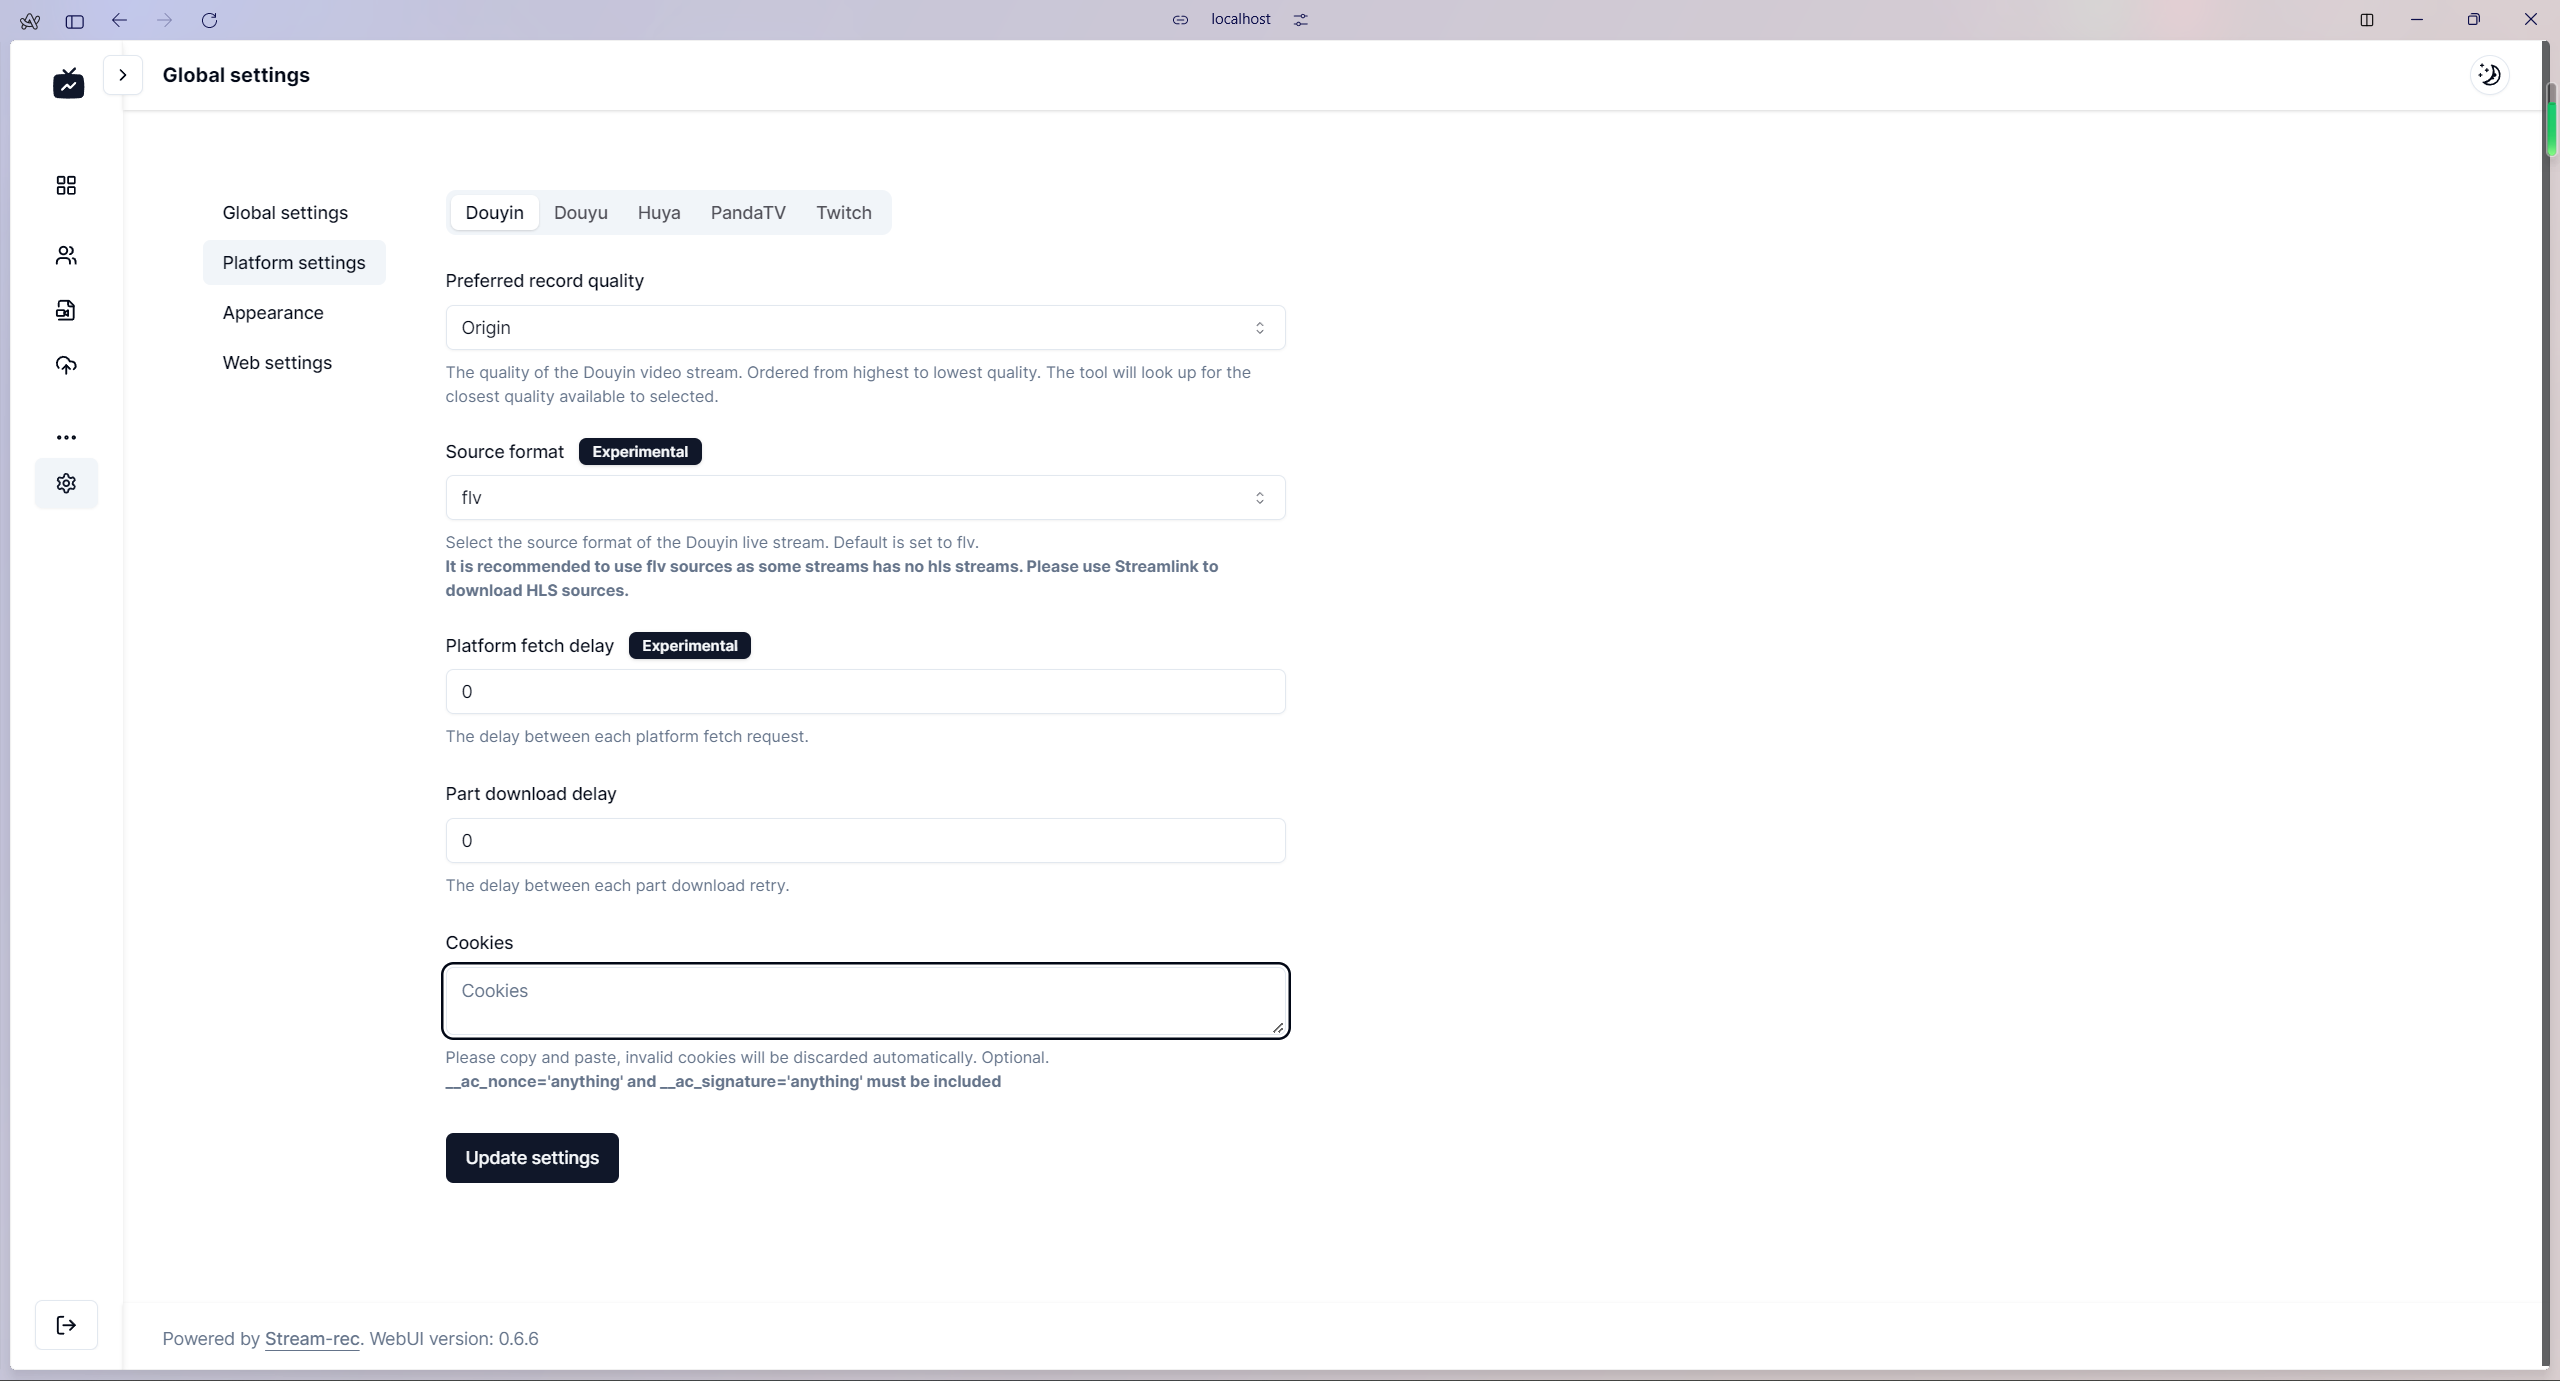 localhost
Global settings
Global settings
Platform settings
Appearance
Web settings
Douyin Douyu Huya PandaTV Twitch
Preferred record quality
Origin
The quality of the Douyin video stream. Ordered from highest to lowest quality. The tool will look up for the
closest quality available to selected.
Source format Experimental
flv
Select the source format of the Douyin live stream. Default is set to flv.
It is recommended to use flv sources as some streams has no hls streams. Please use Streamlink to
download HLS sources.
Platform fetch delay Experimental
0
The delay between each platform fetch request.
Part download delay
0
The delay between each part download retry.
Cookies
Cookies
Please copy and paste, invalid cookies will be discarded automatically. Optional.
__ac_nonce='anything' and __ac_signature='anything' must be included
Update settings
Powered by Stream-rec. WebUI version: 0.6.6